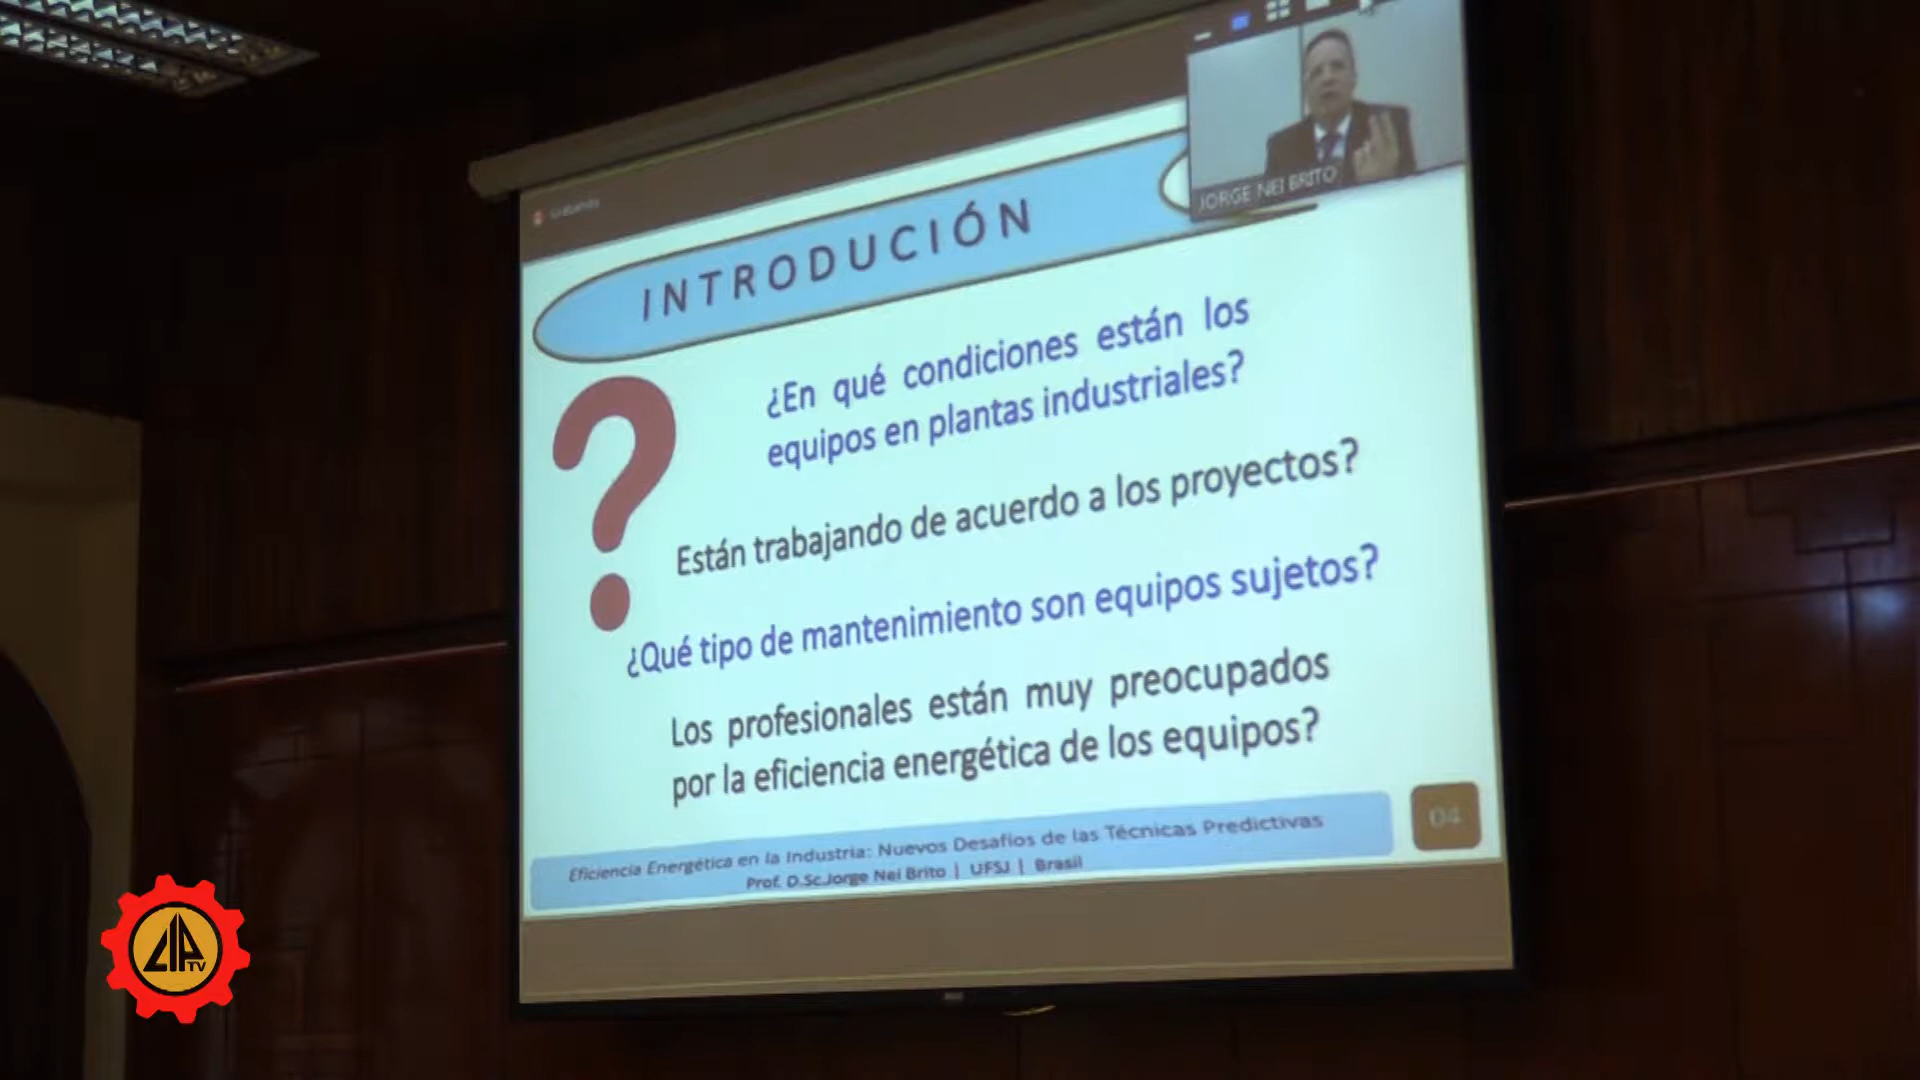 Grabando
JORGE NEI BRITO
INTRODUCIÓN
¿En qué condiciones están los
equipos en plantas industriales?
Están trabajando de acuerdo a los proyectos?
¿Qué tipo de mantenimiento son equipos sujetos?
Los profesionales están muy preocupados
por la eficiencia energética de los equipos?
Eficiencia Energética en la Industria: Nuevos Desafíos de las Técnicas Predictivas
Prof. D.Sc.Jorge Nei Brito | UFSJ | Brasil
04
CIP TV